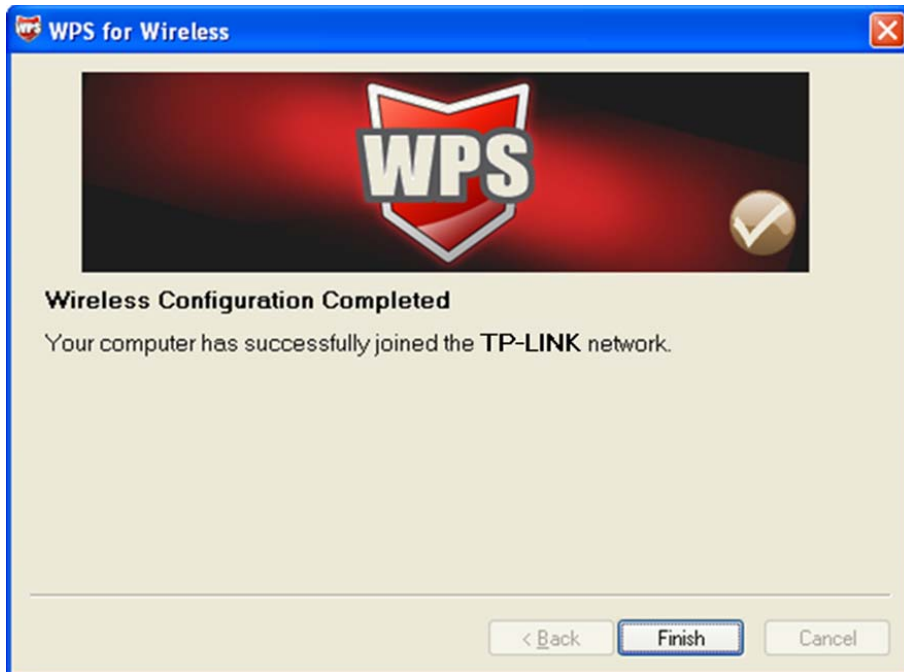 WPS for Wireless
WPS
Wireless Configuration Completed
Your computer has successfully joined the TP-LINK network.
< Back
Finish
Cancel